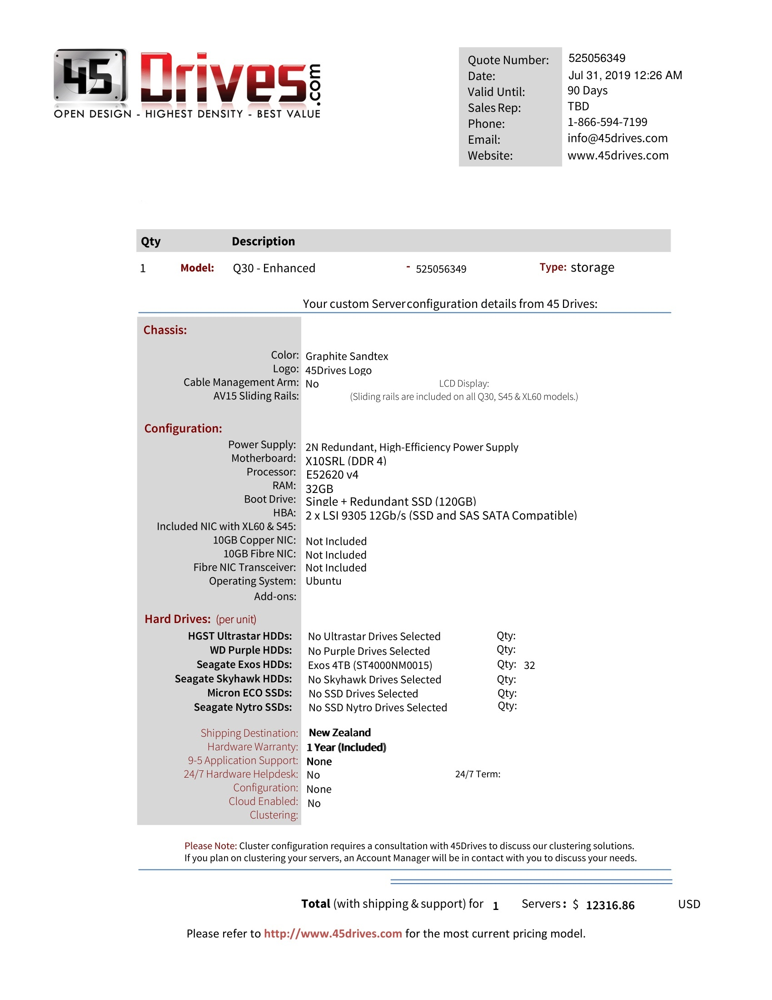 45 Drives.com
OPEN DESIGN - HIGHEST DENSITY - BEST VALUE
Quote Number: 525056349
Date: Jul 31, 2019 12:26 AM
Valid Until: 90 Days
Sales Rep: TBD
Phone: 1-866-594-7199
Email: info@45drives.com
Website: www.45drives.com
Qty Description
1 Model: Q30 - Enhanced - 525056349 Type: storage
Your custom Server configuration details from 45 Drives:
Chassis:
Color: Graphite Sandtex
Logo: 45Drives Logo
Cable Management Arm: No LCD Display:
AV15 Sliding Rails: (Sliding rails are included on all Q30, S45 & XL60 models.)
Configuration:
Power Supply: 2N Redundant, High-Efficiency Power Supply
Motherboard: X10SRL (DDR 4)
Processor: E52620 v4
RAM: 32GB
Boot Drive: Single + Redundant SSD (120GB)
HBA: 2 x LSI 9305 12Gb/s (SSD and SAS SATA Compatible)
Included NIC with XL60 & S45:
10GB Copper NIC: Not Included
10GB Fibre NIC: Not Included
Fibre NIC Transceiver: Not Included
Operating System: Ubuntu
Add-ons:
Hard Drives: (per unit)
HGST Ultrastar HDDs: No Ultrastar Drives Selected Qty:
WD Purple HDDs: No Purple Drives Selected Qty:
Seagate Exos HDDs: Exos 4TB (ST4000NM0015) Qty: 32
Seagate Skyhawk HDDs: No Skyhawk Drives Selected Qty:
Micron ECO SSDs: No SSD Drives Selected Qty:
Seagate Nytro SSDs: No SSD Nytro Drives Selected Qty:
Shipping Destination: New Zealand
Hardware Warranty: 1 Year (Included)
9-5 Application Support: None
24/7 Hardware Helpdesk: No 24/7 Term:
Configuration: None
Cloud Enabled: No
Clustering:
Please Note: Cluster configuration requires a consultation with 45Drives to discuss our clustering solutions.
If you plan on clustering your servers, an Account Manager will be in contact with you to discuss your needs.
Total (with shipping & support) for 1 Servers: $ 12316.86 USD
Please refer to http://www.45drives.com for the most current pricing model.